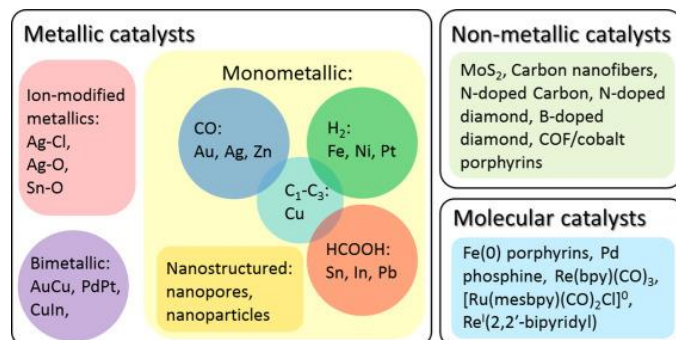 Metallic catalysts
Ion-modified
metallics:
Ag-Cl,
Ag-O,
Sn-O
Bimetallic:
AuCu, PdPt,
CuIn,
Monometallic:
CO:
Au, Ag, Zn
H₂:
Fe, Ni, Pt
C₁-C₃:
Cu
HCOOH:
Sn, In, Pb
Nanostructured:
nanopores,
nanoparticles
Non-metallic catalysts
MoS₂, Carbon nanofibers,
N-doped Carbon, N-doped
diamond, B-doped
diamond, COF/cobalt
porphyrins
Molecular catalysts
Fe(0) porphyrins, Pd
phosphine, Re(bpy)(CO)₃,
[Ru(mesbpy)(CO)₂Cl]⁰,
Reᴵ(2,2′-bipyridyl)